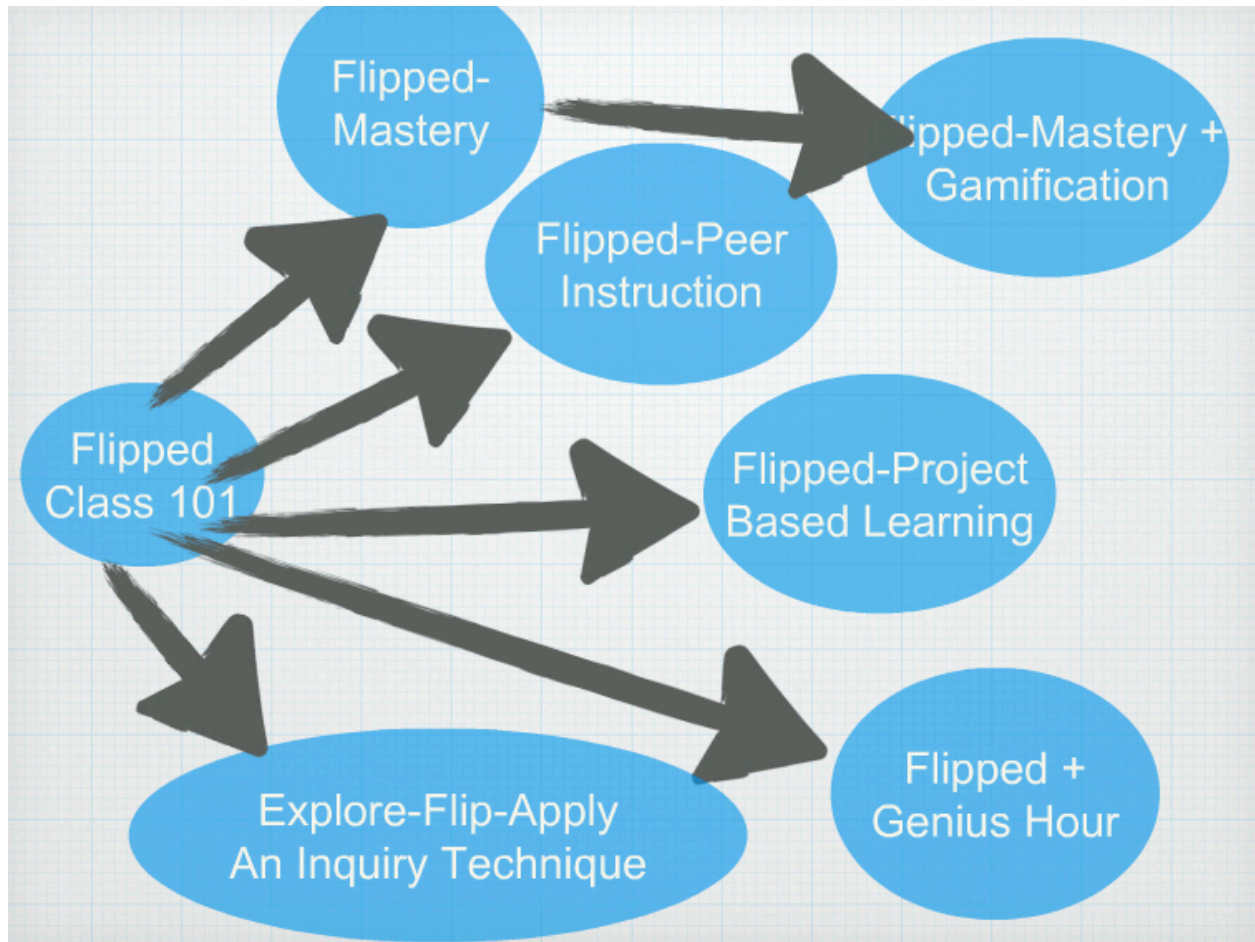 Flipped-
Mastery
lipped-Mastery +
Gamification
Flipped-Peer
Instruction
Flipped
Class 101
Flipped-Project
Based Learning
Flipped +
Genius Hour
Explore-Flip-Apply
An Inquiry Technique